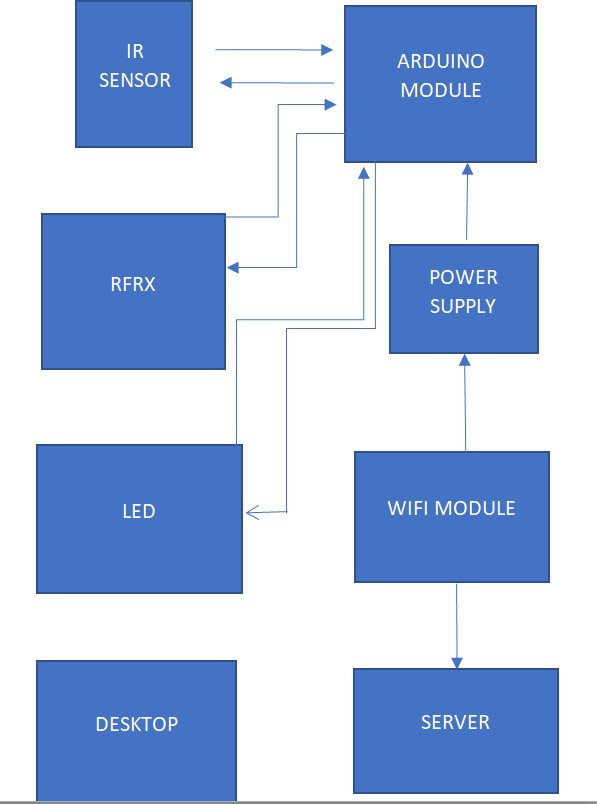 IR
SENSOR
ARDUINO
MODULE
RFRX
POWER
SUPPLY
LED
WIFI MODULE
DESKTOP
SERVER